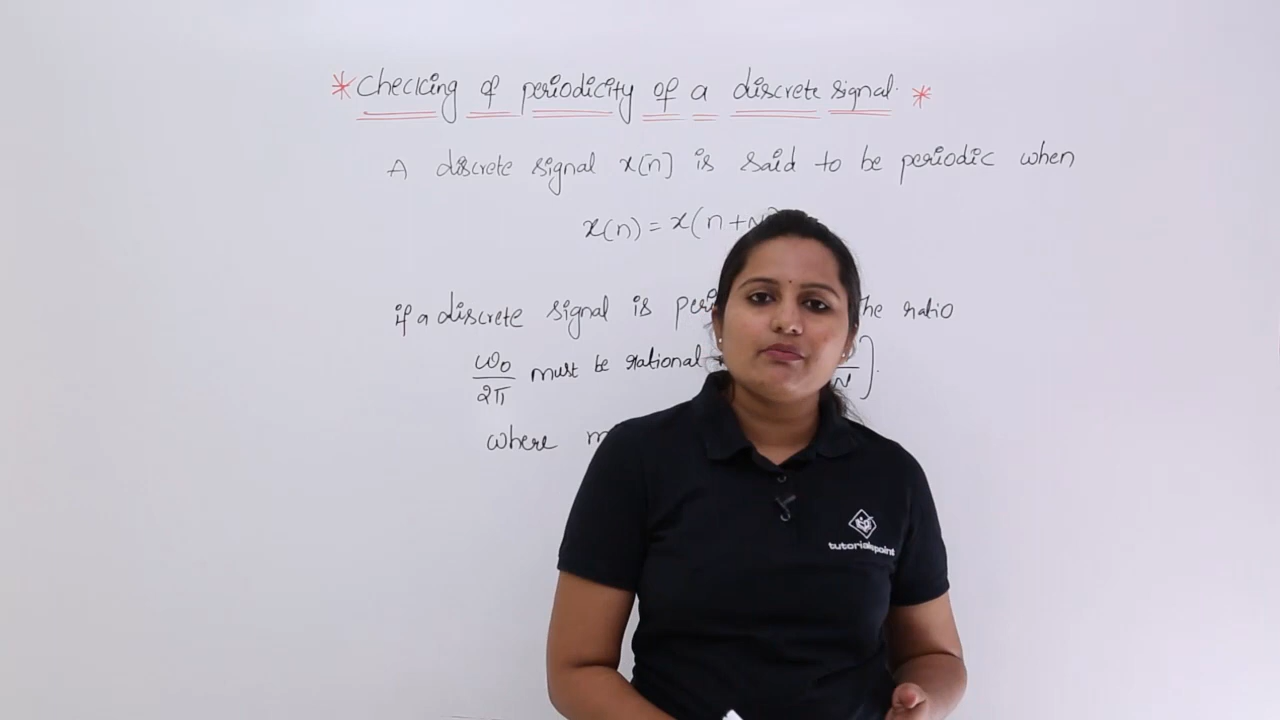 * Checking of periodicity of a discrete signal. *
A discrete signal x[n] is said to be periodic when
x(n) = x(n+N
if a discrete signal is peri he ratio
ω₀/2π must be rational
where m
tutorialspoint